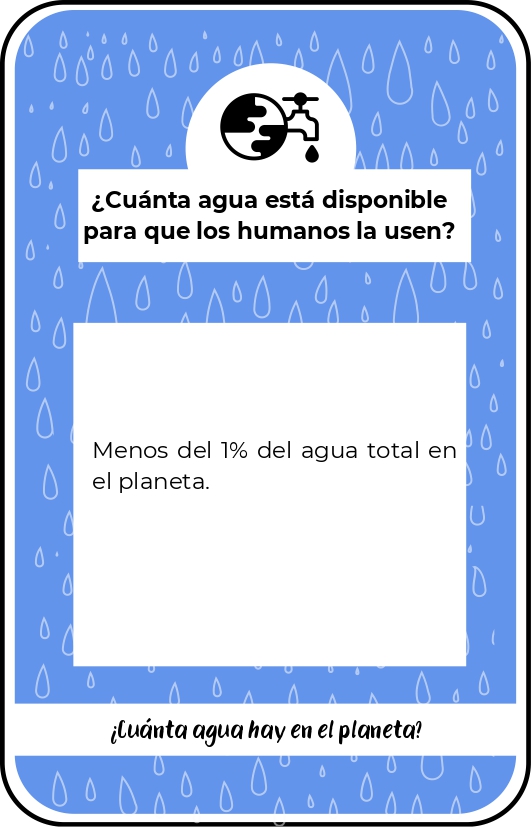 ¿Cuánta agua está disponible
para que los humanos la usen?
Menos del 1% del agua total en
el planeta.
¿Cuánta agua hay en el planeta?